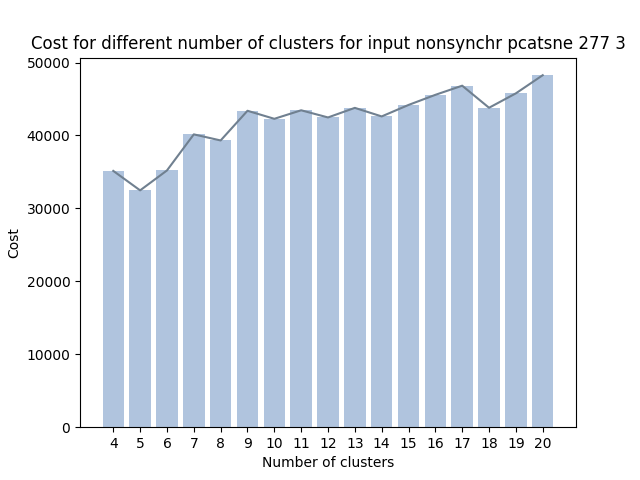 Cost for different number of clusters for input nonsynchr pcatsne 277 3
50000
40000
30000
20000
10000
0
Cost
4 5 6 7 8 9 10 11 12 13 14 15 16 17 18 19 20
Number of clusters